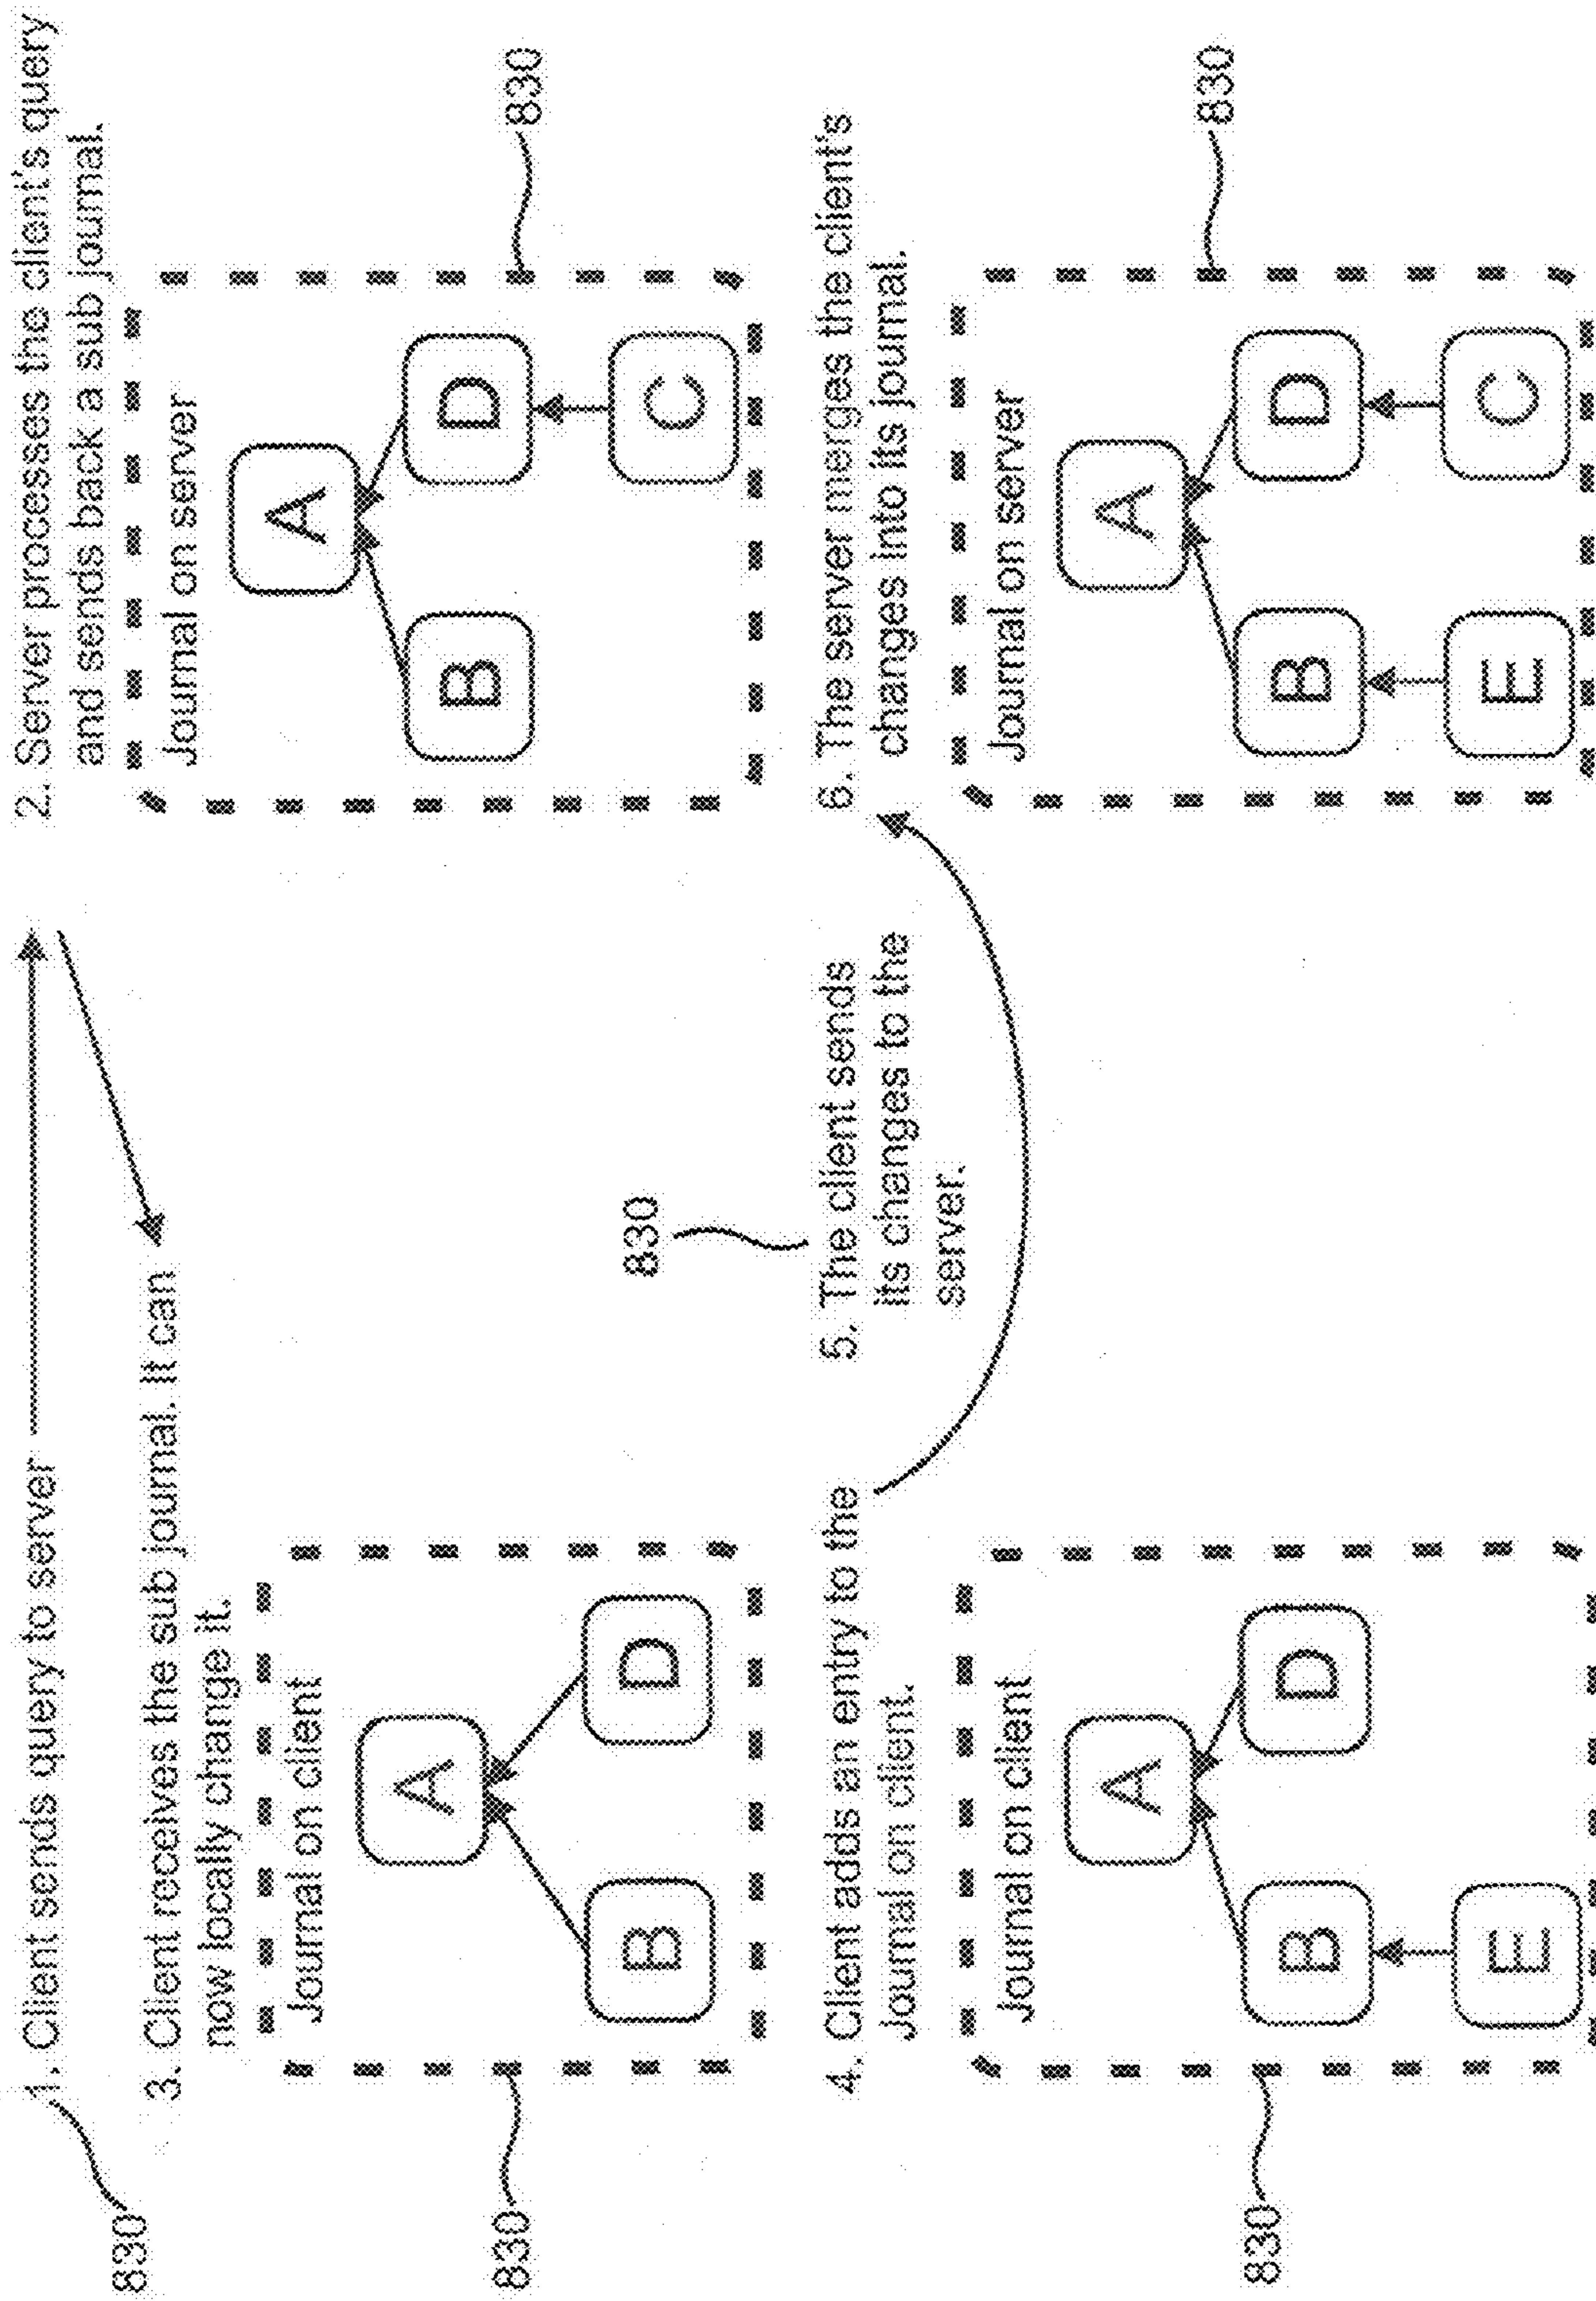 1. Client sends query to server
830
2. Server processes the client's query
and sends back a sub journal.
Journal on server
A
B
D
C
830
3. Client receives the sub journal. It can
now locally change it.
Journal on client
A
B
D
830
4. Client adds an entry to the
Journal on client.
Journal on client
A
B
D
E
830
830
5. The client sends
its changes to the
server.
6. The server merges the client's
changes into its journal.
Journal on server
A
B
D
E
C
830